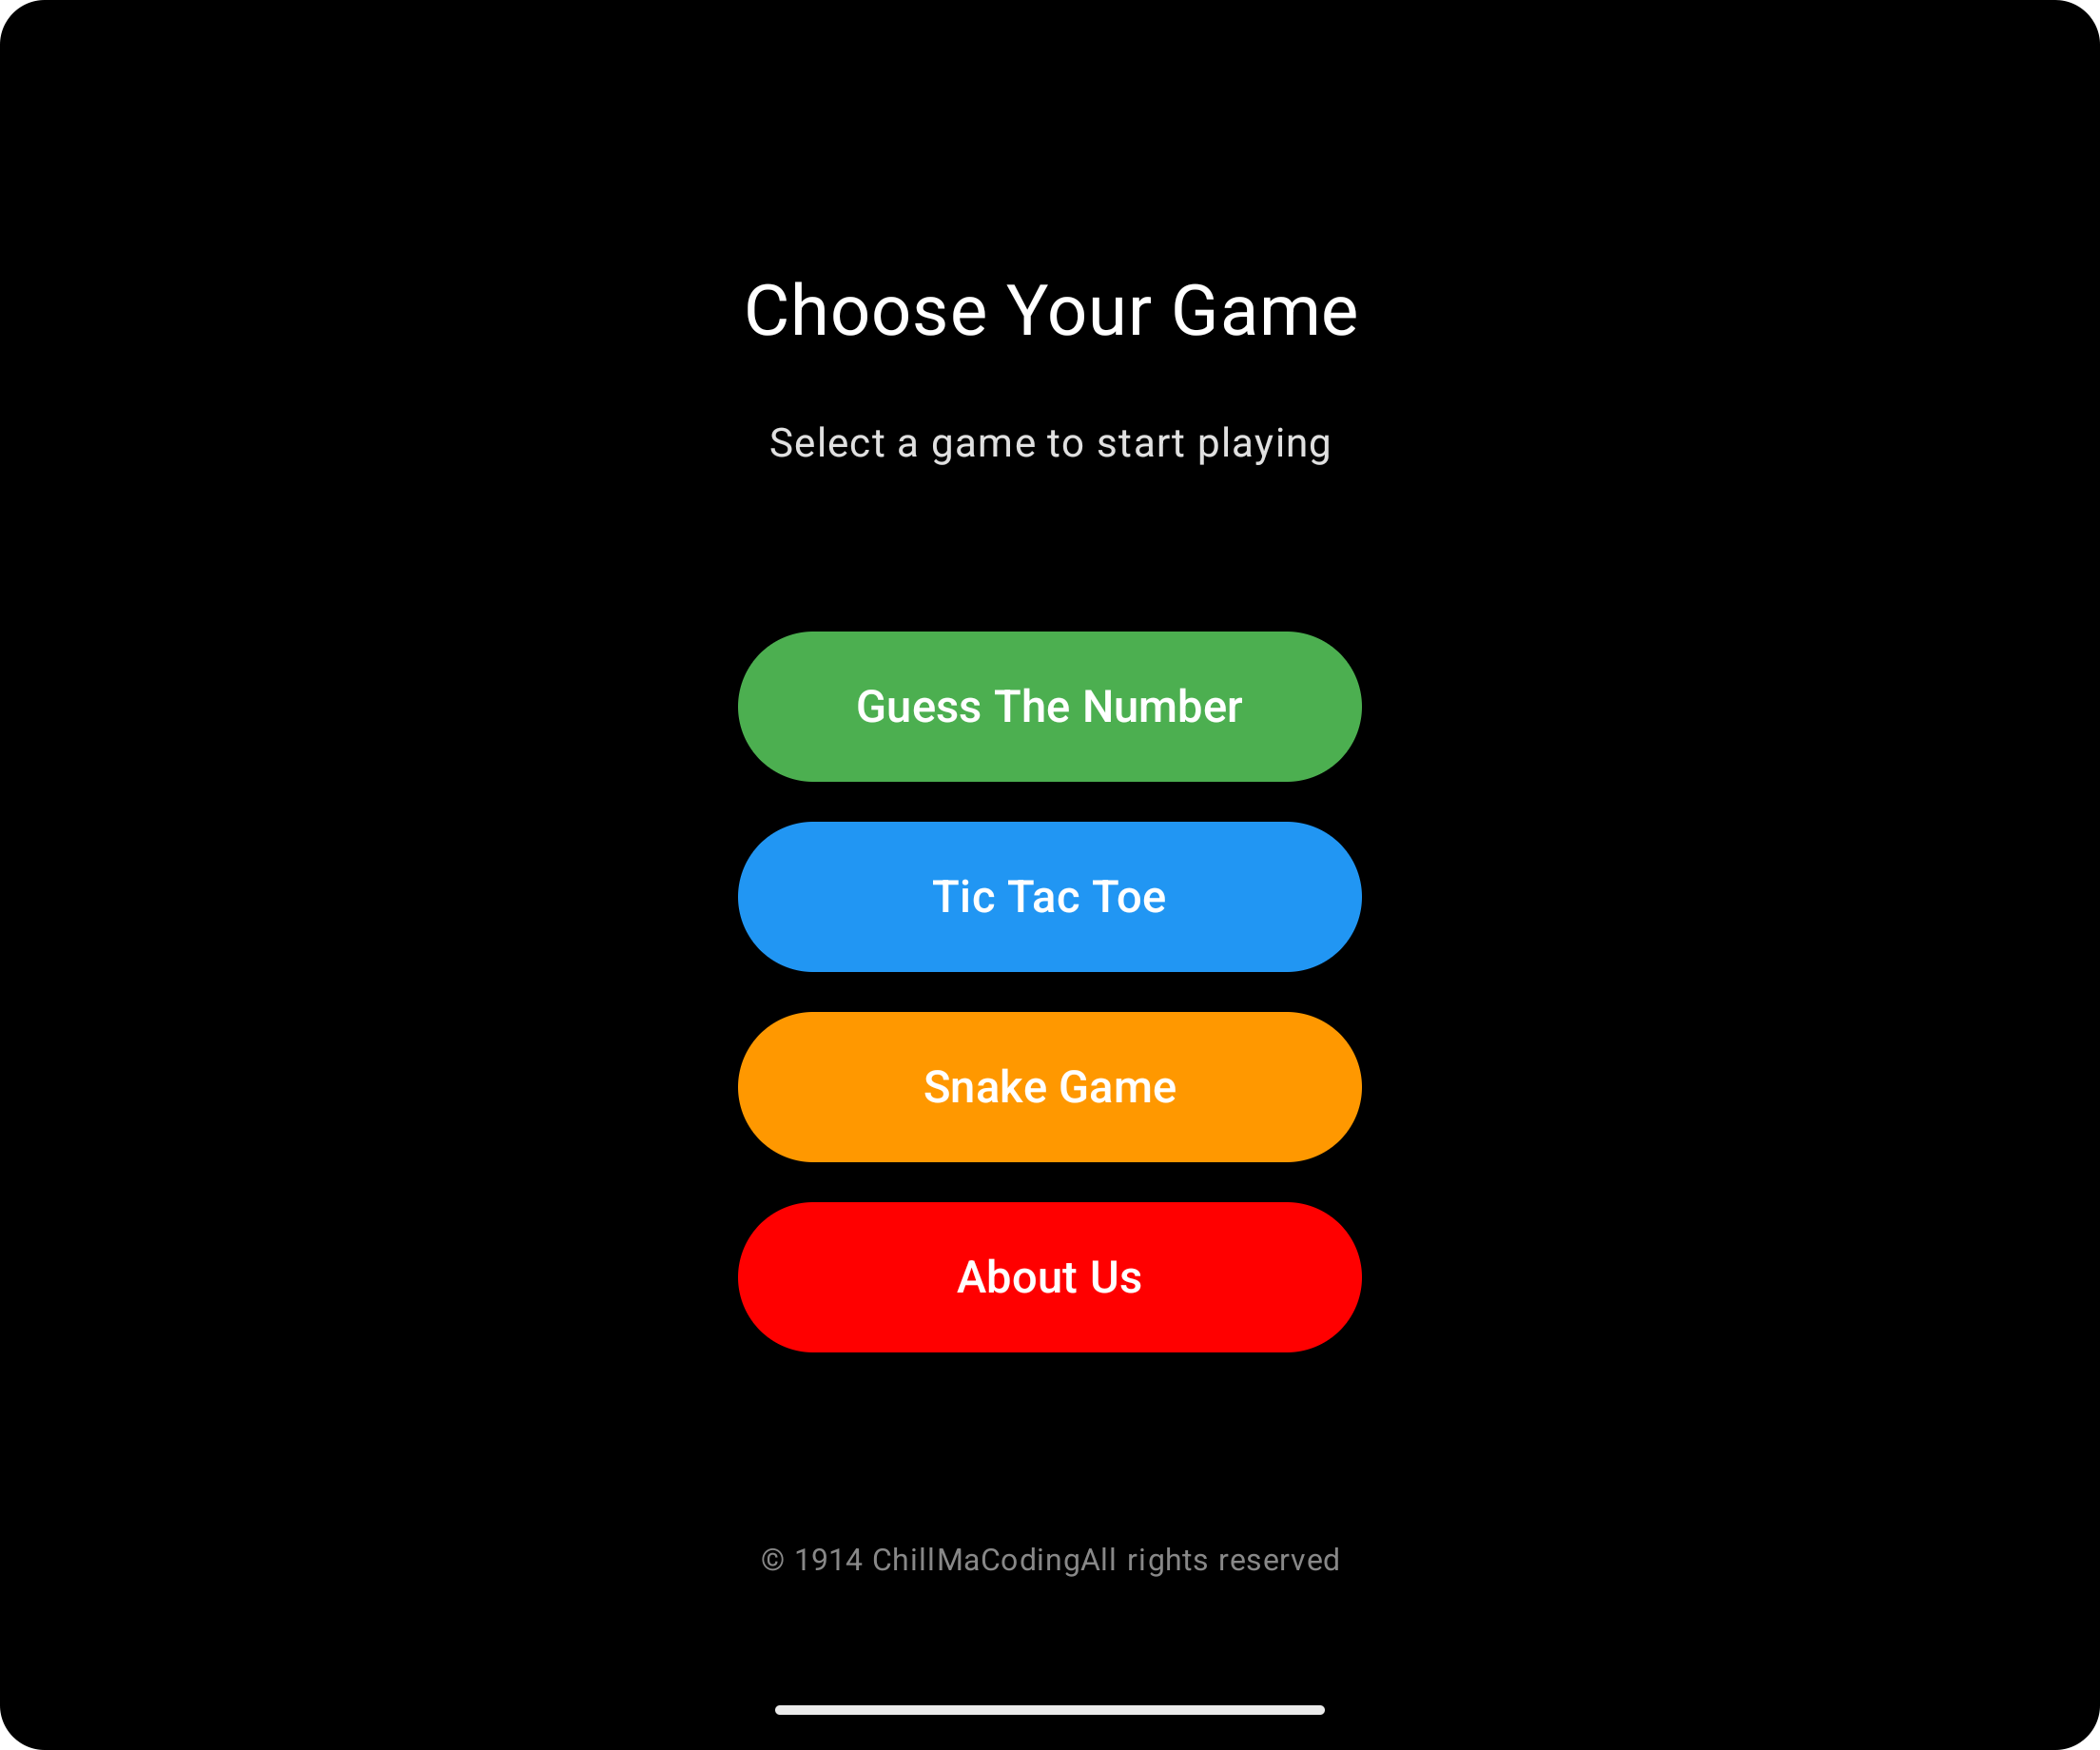 Choose Your Game
Select a game to start playing
Guess The Number
Tic Tac Toe
Snake Game
About Us
© 1914 ChillMaCodingAll rights reserved